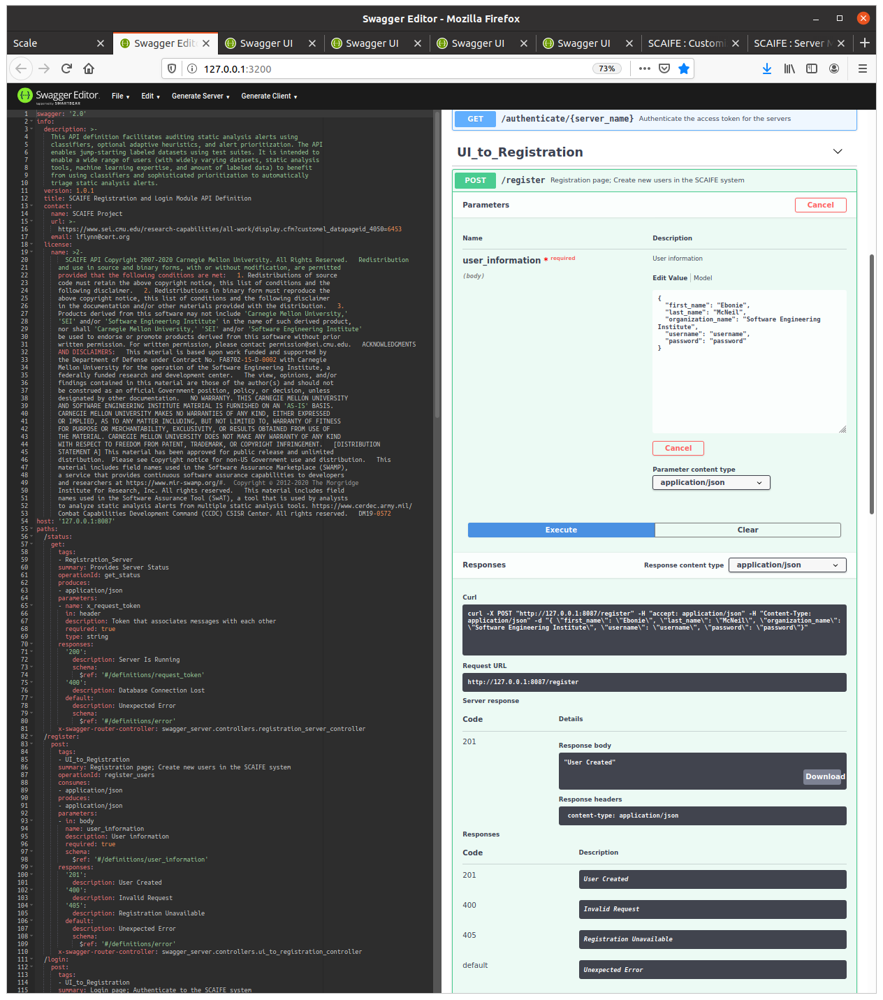 Swagger Editor - Mozilla Firefox
Scale
Swagger Edit
Swagger UI
Swagger UI
Swagger UI
Swagger UI
SCAIFE : Customi
SCAIFE : Server M
127.0.0.1:3200
73%
Swagger Editor.
Supported by SMARTBEAR
File
Edit
Generate Server
Generate Client
1 swagger: '2.0'
2 info:
3 description: >-
4 This API definition facilitates auditing static analysis alerts using
5 classifiers, optional adaptive heuristics, and alert prioritization. The API
6 enables jump-starting labeled datasets using test suites. It is intended to
7 enable a wide range of users (with widely varying datasets, static analysis
8 tools, machine learning expertise, and amount of labeled data) to benefit
9 from using classifiers and sophisticated prioritization to automatically
10 triage static analysis alerts.
11 version: 1.0.1
12 title: SCAIFE Registration and Login Module API Definition
13 contact:
14 name: SCAIFE Project
15 url: >-
16 https://www.sei.cmu.edu/research-capabilities/all-work/display.cfm?customel_datapageid_4050=6453
17 email: lflynn@cert.org
18 license:
19 name: >2-
20 SCAIFE API Copyright 2007-2020 Carnegie Mellon University. All Rights Reserved. Redistribution
21 and use in source and binary forms, with or without modification, are permitted
22 provided that the following conditions are met: 1. Redistributions of source
23 code must retain the above copyright notice, this list of conditions and the
24 following disclaimer. 2. Redistributions in binary form must reproduce the
25 above copyright notice, this list of conditions and the following disclaimer
26 in the documentation and/or other materials provided with the distribution. 3.
27 Products derived from this software may not include 'Carnegie Mellon University,'
28 'SEI' and/or 'Software Engineering Institute' in the name of such derived product,
29 nor shall 'Carnegie Mellon University,' 'SEI' and/or 'Software Engineering Institute'
30 be used to endorse or promote products derived from this software without prior
31 written permission. For written permission, please contact permission@sei.cmu.edu. ACKNOWLEDGMENTS
32 AND DISCLAIMERS: This material is based upon work funded and supported by
33 the Department of Defense under Contract No. FA8702-15-D-0002 with Carnegie
34 Mellon University for the operation of the Software Engineering Institute, a
35 federally funded research and development center. The view, opinions, and/or
36 findings contained in this material are those of the author(s) and should not
37 be construed as an official Government position, policy, or decision, unless
38 designated by other documentation. NO WARRANTY. THIS CARNEGIE MELLON UNIVERSITY
39 AND SOFTWARE ENGINEERING INSTITUTE MATERIAL IS FURNISHED ON AN 'AS-IS' BASIS.
40 CARNEGIE MELLON UNIVERSITY MAKES NO WARRANTIES OF ANY KIND, EITHER EXPRESSED
41 OR IMPLIED, AS TO ANY MATTER INCLUDING, BUT NOT LIMITED TO, WARRANTY OF FITNESS
42 FOR PURPOSE OR MERCHANTABILITY, EXCLUSIVITY, OR RESULTS OBTAINED FROM USE OF
43 THE MATERIAL. CARNEGIE MELLON UNIVERSITY DOES NOT MAKE ANY WARRANTY OF ANY KIND
44 WITH RESPECT TO FREEDOM FROM PATENT, TRADEMARK, OR COPYRIGHT INFRINGEMENT. [DISTRIBUTION
45 STATEMENT A] This material has been approved for public release and unlimited
46 distribution. Please see Copyright notice for non-US Government use and distribution. This
47 material includes field names used in the Software Assurance Marketplace (SWAMP),
48 a service that provides continuous software assurance capabilities to developers
49 and researchers at https://www.mir-swamp.org/#. Copyright © 2012-2020 The Morgridge
50 Institute for Research, Inc. All rights reserved. This material includes field
51 names used in the Software Assurance Tool (SwAT), a tool that is used by analysts
52 to analyze static analysis alerts from multiple static analysis tools. https://www.cerdec.army.mil/
53 Combat Capabilities Development Command (CCDC) C5ISR Center. All rights reserved. DM19-0572
54 host: '127.0.0.1:8087'
55 paths:
56 /status:
57 get:
58 tags:
59 - Registration_Server
60 summary: Provides Server Status
61 operationId: get_status
62 produces:
63 - application/json
64 parameters:
65 - name: x_request_token
66 in: header
67 description: Token that associates messages with each other
68 required: true
69 type: string
70 responses:
71 '200':
72 description: Server Is Running
73 schema:
74 $ref: '#/definitions/request_token'
75 '400':
76 description: Database Connection Lost
77 default:
78 description: Unexpected Error
79 schema:
80 $ref: '#/definitions/error'
81 x-swagger-router-controller: swagger_server.controllers.registration_server_controller
82 /register:
83 post:
84 tags:
85 - UI_to_Registration
86 summary: Registration page; Create new users in the SCAIFE system
87 operationId: register_users
88 consumes:
89 - application/json
90 produces:
91 - application/json
92 parameters:
93 - in: body
94 name: user_information
95 description: User information
96 required: true
97 schema:
98 $ref: '#/definitions/user_information'
99 responses:
100 '201':
101 description: User Created
102 '400':
103 description: Invalid Request
104 '405':
105 description: Registration Unavailable
106 default:
107 description: Unexpected Error
108 schema:
109 $ref: '#/definitions/error'
110 x-swagger-router-controller: swagger_server.controllers.ui_to_registration_controller
111 /login:
112 post:
113 tags:
114 - UI_to_Registration
115 summary: Login page; Authenticate to the SCAIFE system
GET /authenticate/{server_name} Authenticate the access token for the servers
UI_to_Registration
POST /register Registration page; Create new users in the SCAIFE system
Parameters
Cancel
Name Description
user_information * required
(body)
User information
Edit Value Model
{
"first_name": "Ebonie",
"last_name": "McNeil",
"organization_name": "Software Engineering
Institute",
"username": "username",
"password": "password"
}
Cancel
Parameter content type
application/json
Execute
Clear
Responses
Response content type application/json
Curl
curl -X POST "http://127.0.0.1:8087/register" -H "accept: application/json" -H "Content-Type:
application/json" -d "{ \"first_name\": \"Ebonie\", \"last_name\": \"McNeil\", \"organization_name\":
\"Software Engineering Institute\", \"username\": \"username\", \"password\": \"password\"}"
Request URL
http://127.0.0.1:8087/register
Server response
Code Details
201
Response body
"User Created"
Download
Response headers
content-type: application/json
Responses
Code Description
201 User Created
400 Invalid Request
405 Registration Unavailable
default Unexpected Error